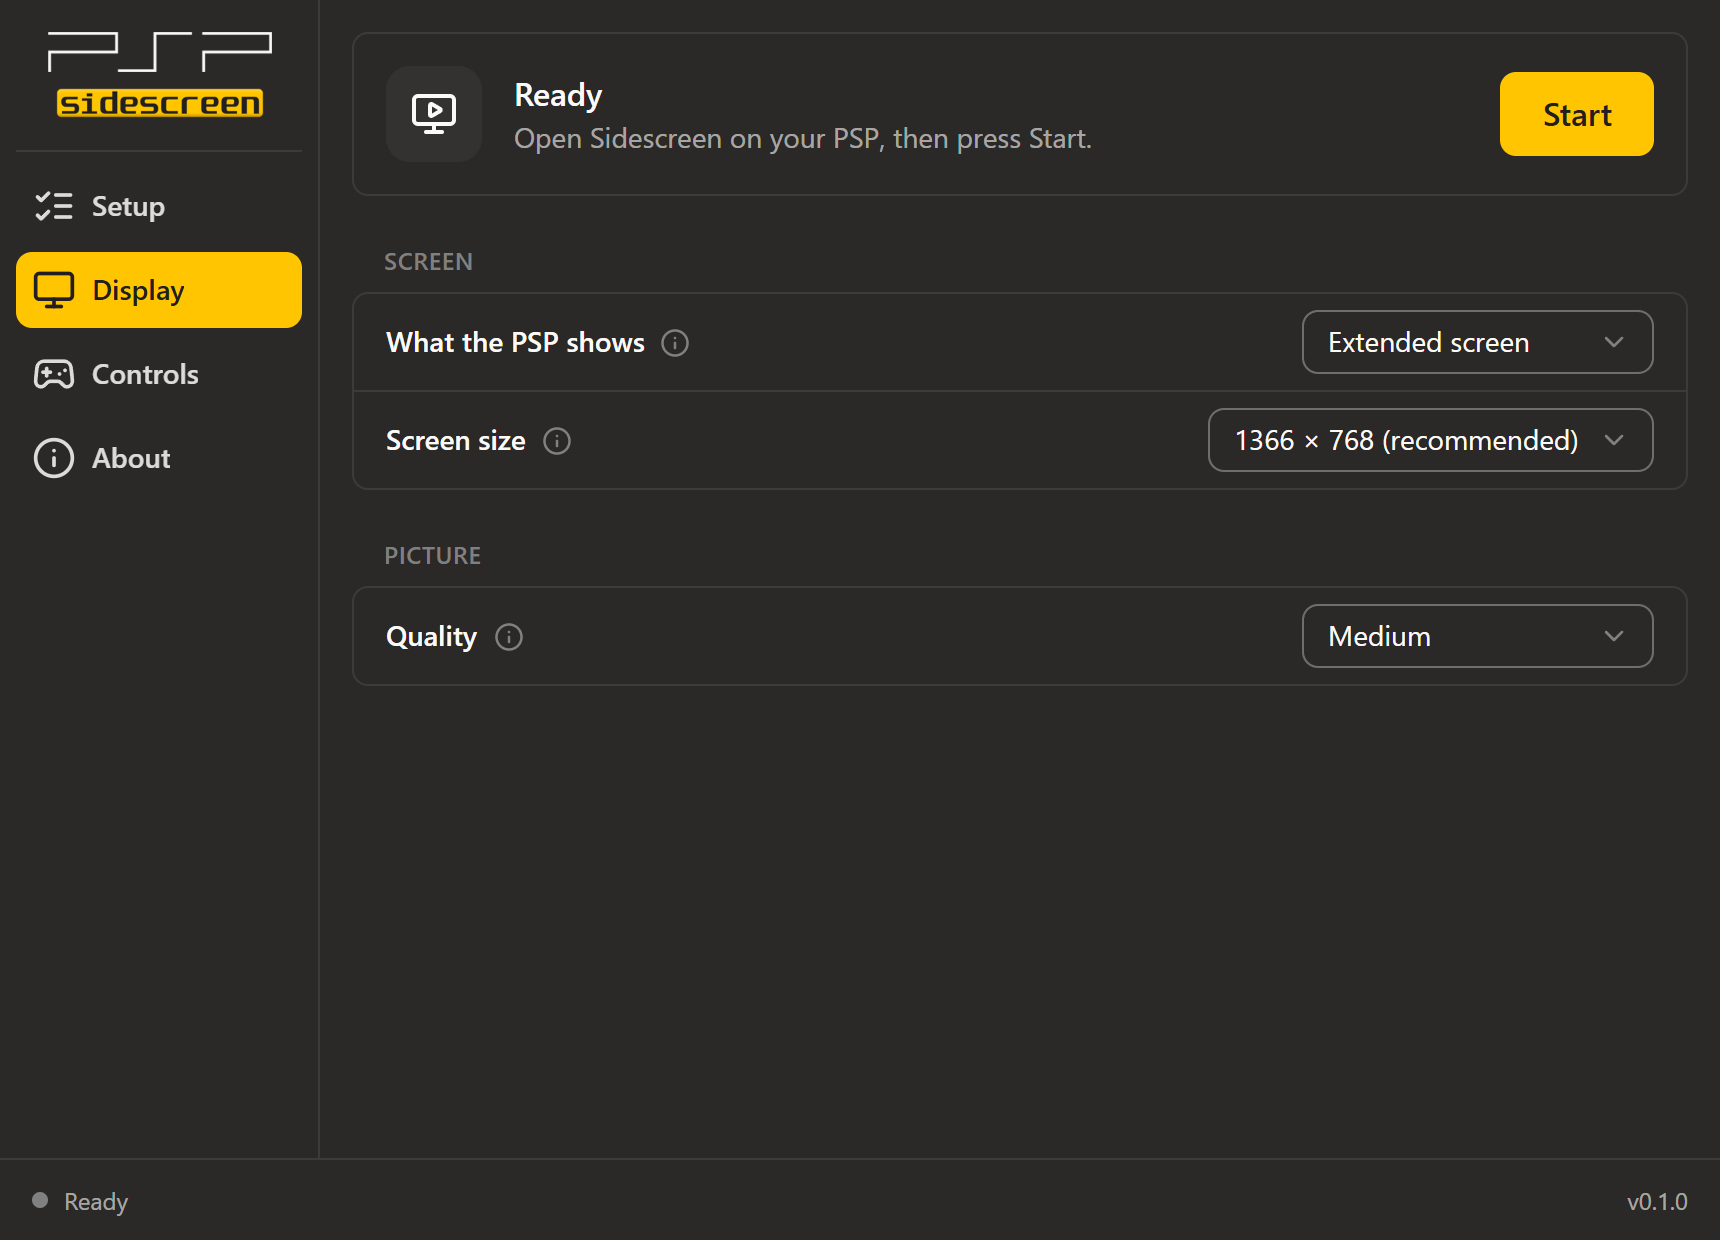 PSP
sidescreen
Setup
Display
Controls
About
Ready
Open Sidescreen on your PSP, then press Start.
Start
SCREEN
What the PSP shows
Extended screen
Screen size
1366 × 768 (recommended)
PICTURE
Quality
Medium
Ready
v0.1.0